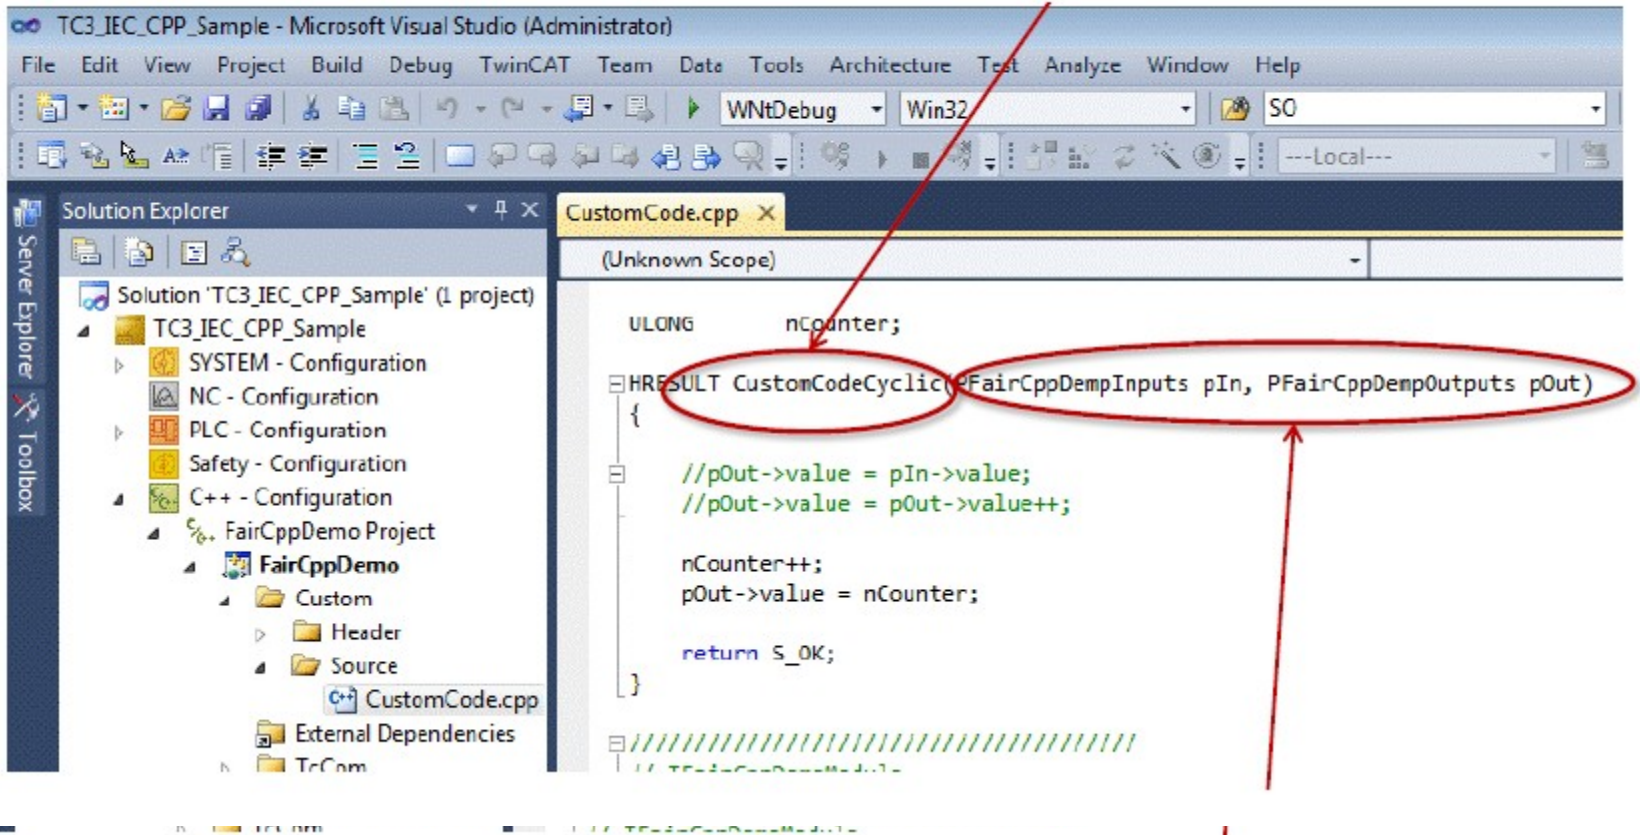 TC3_IEC_CPP_Sample - Microsoft Visual Studio (Administrator)
File Edit View Project Build Debug TwinCAT Team Data Tools Architecture Test Analyze Window Help
WNtDebug Win32 SO
---Local---
Server Explorer
Toolbox
Solution Explorer
Solution 'TC3_IEC_CPP_Sample' (1 project)
TC3_IEC_CPP_Sample
SYSTEM - Configuration
NC - Configuration
PLC - Configuration
Safety - Configuration
C++ - Configuration
FairCppDemo Project
FairCppDemo
Custom
Header
Source
CustomCode.cpp
External Dependencies
TcCom
CustomCode.cpp
(Unknown Scope)
ULONG nCounter;
HRESULT CustomCodeCyclic(PFairCppDempInputs pIn, PFairCppDempOutputs pOut)
{
//pOut->value = pIn->value;
//pOut->value = pOut->value++;
nCounter++;
pOut->value = nCounter;
return S_OK;
}
///////////////////////////////////////